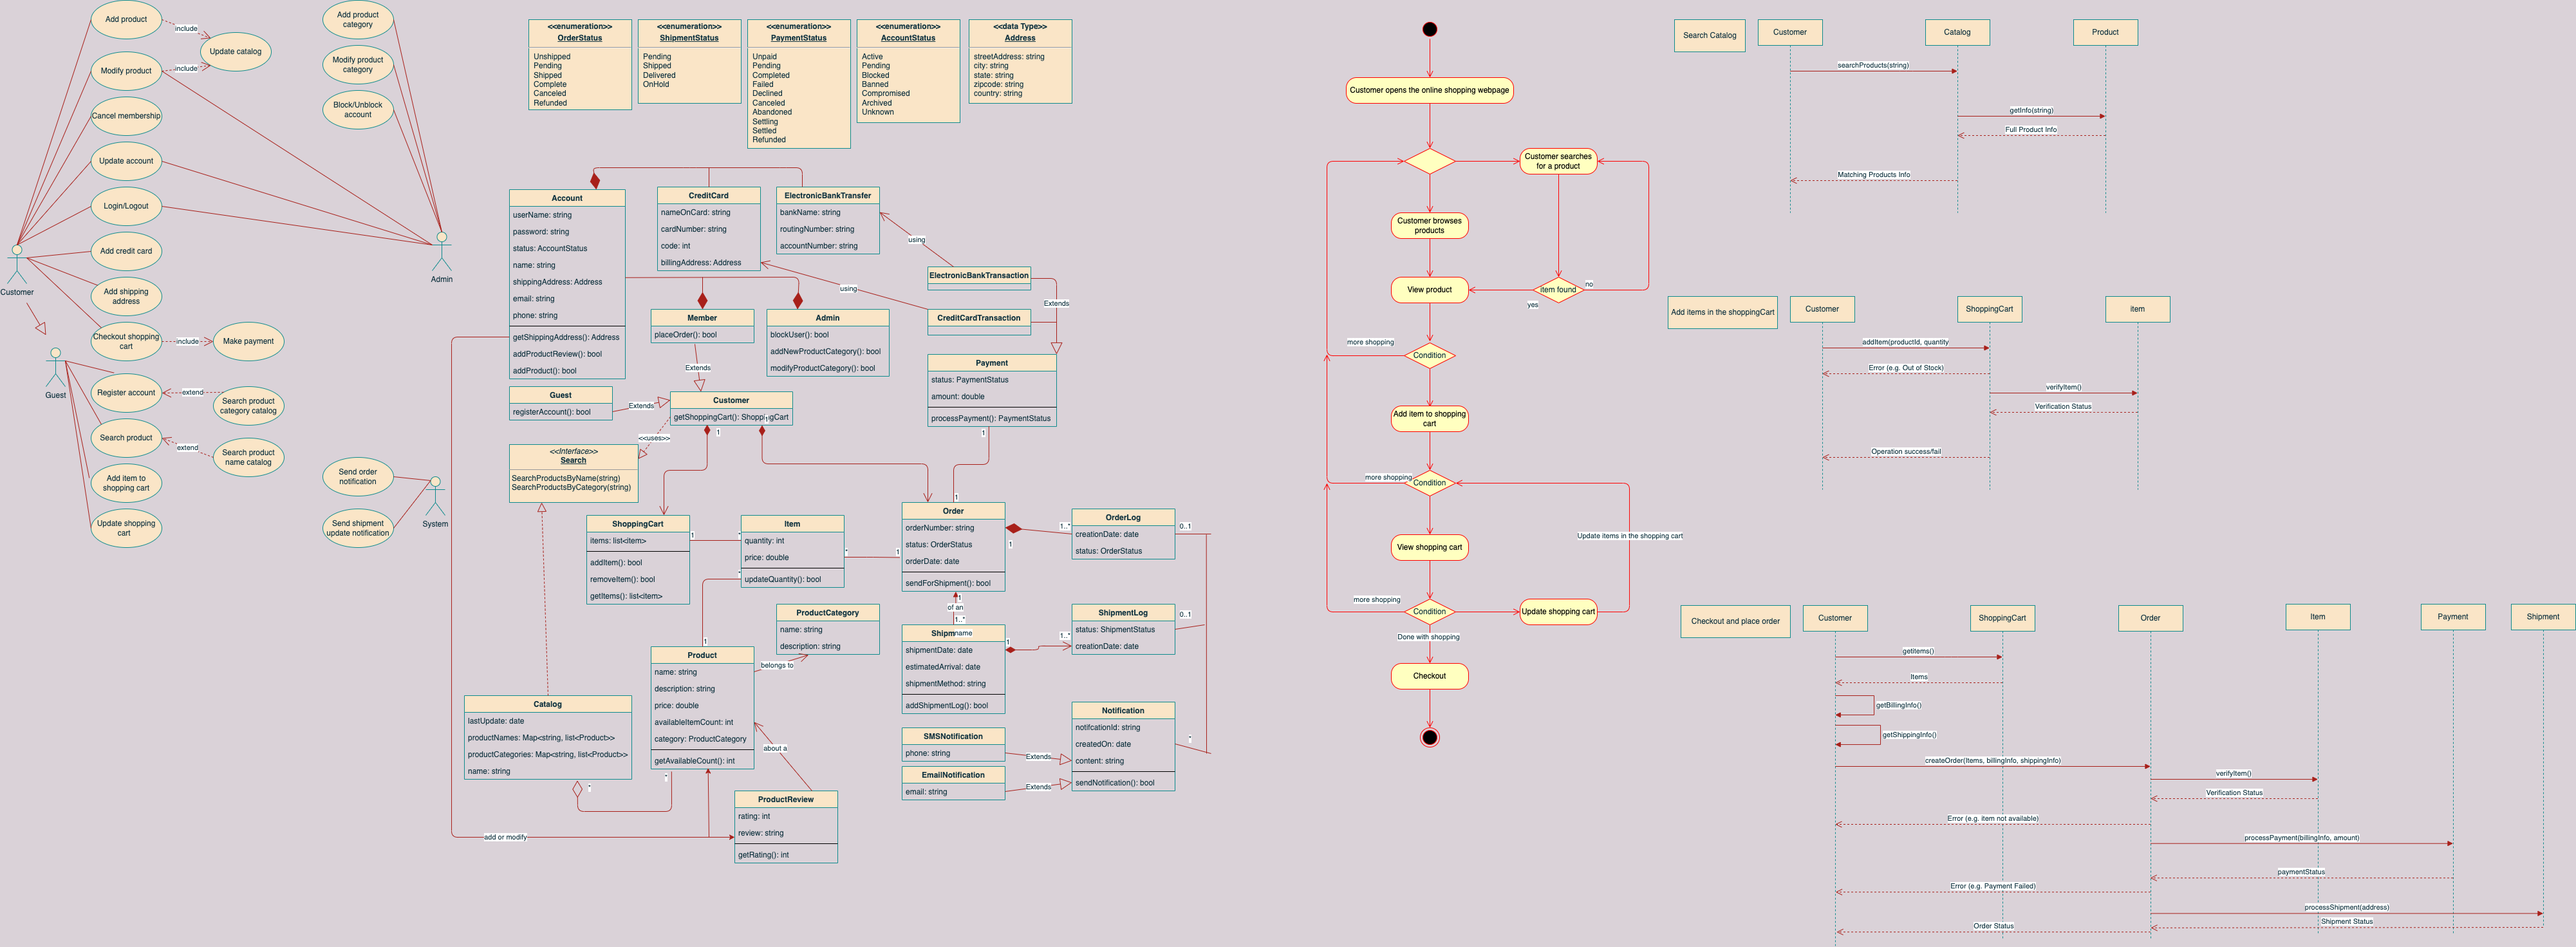 Add product
include
Update catalog
Modify product
include
Cancel membership
Update account
Login/Logout
Add credit card
Add shipping
address
Checkout shopping
cart
include
Make payment
Customer
Guest
Register account
extend
Search product
category catalog
Search product
extend
Search product
name catalog
Add item to
shopping cart
Update shopping
cart
Add product
category
Modify product
category
Block/Unblock
account
Admin
Send order
notification
Send shipment
update notification
System
<<enumeration>>
OrderStatus
Unshipped
Pending
Shipped
Complete
Canceled
Refunded
<<enumeration>>
ShipmentStatus
Pending
Shipped
Delivered
OnHold
<<enumeration>>
PaymentStatus
Unpaid
Pending
Completed
Failed
Declined
Canceled
Abandoned
Settling
Settled
Refunded
<<enumeration>>
AccountStatus
Active
Pending
Blocked
Banned
Compromised
Archived
Unknown
<<data Type>>
Address
streetAddress: string
city: string
state: string
zipcode: string
country: string
Account
userName: string
password: string
status: AccountStatus
name: string
shippingAddress: Address
email: string
phone: string
getShippingAddress(): Address
addProductReview(): bool
addProduct(): bool
CreditCard
nameOnCard: string
cardNumber: string
code: int
billingAddress: Address
ElectronicBankTransfer
bankName: string
routingNumber: string
accountNumber: string
using
ElectronicBankTransaction
using
Extends
CreditCardTransaction
Member
placeOrder(): bool
Admin
blockUser(): bool
addNewProductCategory(): bool
modifyProductCategory(): bool
Payment
status: PaymentStatus
amount: double
processPayment(): PaymentStatus
1
1
Extends
Guest
registerAccount(): bool
Extends
Customer
getShoppingCart(): ShoppingCart
1
1
<<uses>>
<<Interface>>
Search
SearchProductsByName(string)
SearchProductsByCategory(string)
ShoppingCart
items: list<item>
addItem(): bool
removeItem(): bool
getItems(): list<item>
1
*
Item
quantity: int
price: double
updateQuantity(): bool
*
1
*
1
Order
orderNumber: string
status: OrderStatus
orderDate: date
sendForShipment(): bool
1
1..*
OrderLog
creationDate: date
status: OrderStatus
0..1
1
of an
1..*
Shipm
name
shipmentDate: date
estimatedArrival: date
shipmentMethod: string
addShipmentLog(): bool
1
1..*
ShipmentLog
status: ShipmentStatus
creationDate: date
0..1
ProductCategory
name: string
description: string
belongs to
Product
name: string
description: string
price: double
availableItemCount: int
category: ProductCategory
getAvailableCount(): int
*
about a
Catalog
lastUpdate: date
productNames: Map<string, list<Product>>
productCategories: Map<string, list<Product>>
name: string
*
ProductReview
rating: int
review: string
getRating(): int
add or modify
SMSNotification
phone: string
Extends
EmailNotification
email: string
Extends
Notification
notifcationId: string
createdOn: date
content: string
sendNotification(): bool
*
Customer opens the online shopping webpage
Customer searches
for a product
Customer browses
products
View product
item found
no
yes
more shopping
Condition
Add item to shopping
cart
more shopping
Condition
View shopping cart
Update items in the shopping cart
more shopping
Condition
Update shopping cart
Done with shopping
Checkout
Search Catalog
Customer
Catalog
Product
searchProducts(string)
getInfo(string)
Full Product Info
Matching Products Info
Add items in the shoppingCart
Customer
ShoppingCart
item
addItem(productId, quantity
Error (e.g. Out of Stock)
verifyItem()
Verification Status
Operation success/fail
Checkout and place order
Customer
ShoppingCart
Order
Item
Payment
Shipment
getItems()
Items
getBillingInfo()
getShippingInfo()
createOrder(Items, billingInfo, shippingInfo)
verifyItem()
Verification Status
Error (e.g. item not available)
processPayment(billingInfo, amount)
paymentStatus
Error (e.g. Payment Failed)
processShipment(address)
Shipment Status
Order Status